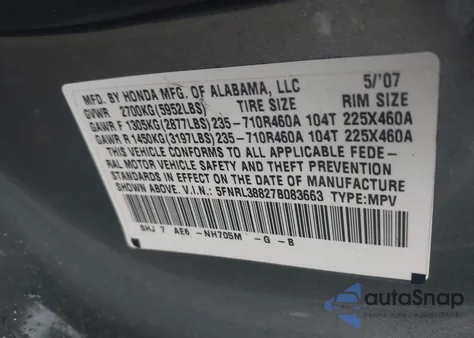 MFD. BY HONDA MFG. OF ALABAMA, LLC 5/'07
GVWR 2700KG(5952LBS) TIRE SIZE RIM SIZE
GAWR F 1305KG(2877LBS)235-710R460A 104T 225X460A
GAWR R 1450KG(3197LBS)235-710R460A 104T 225X460A
THIS VEHICLE CONFORMS TO ALL APPLICABLE FEDE-
RAL MOTOR VEHICLE SAFETY AND THEFT PREVENTION
STANDARDS IN EFFECT ON THE DATE OF MANUFACTURE
SHOWN ABOVE. V.I.N.: 5FNRL38827B083663 TYPE:MPV
SHJ 7 AE6 -NH705M -G -B
autoSnap